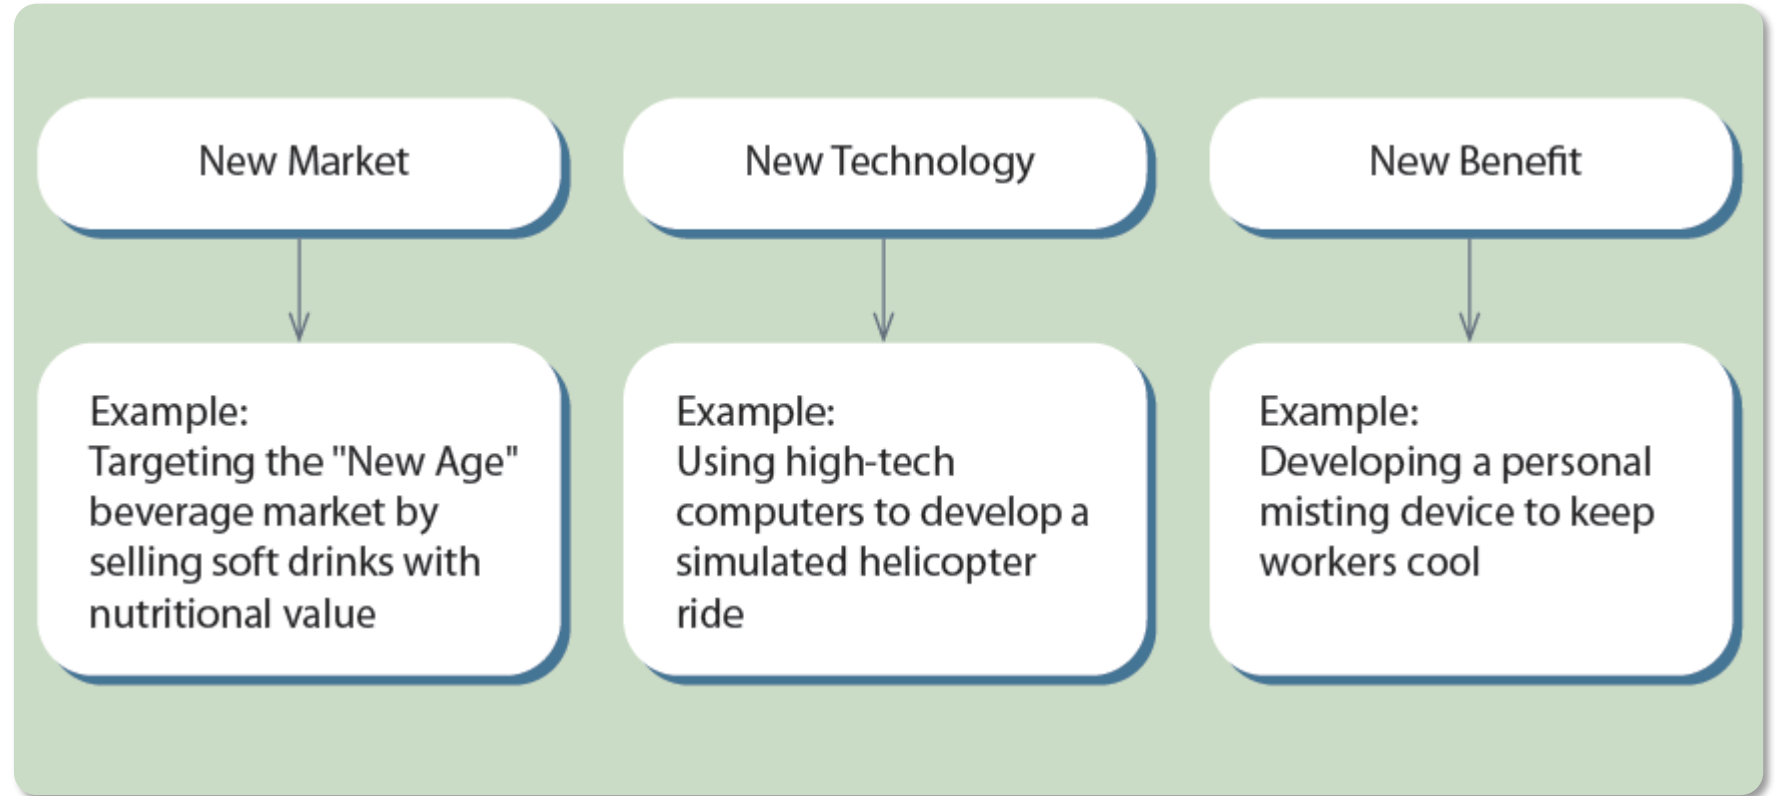 New Market
New Technology
New Benefit
Example:
Targeting the "New Age"
beverage market by
selling soft drinks with
nutritional value
Example:
Using high-tech
computers to develop a
simulated helicopter
ride
Example:
Developing a personal
misting device to keep
workers cool